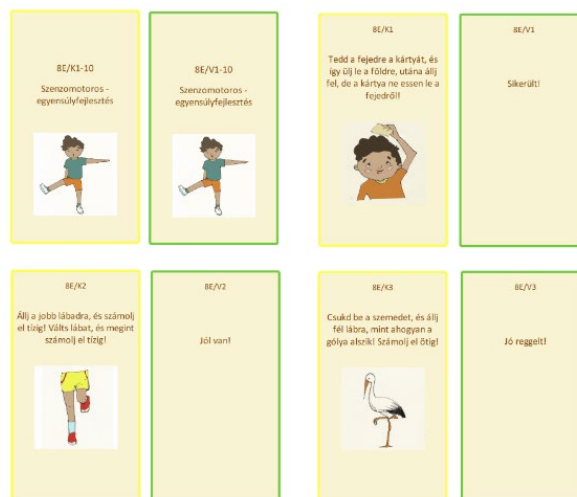 8E/K1-10
Szenzomotoros -
egyensúlyfejlesztés
8E/V1-10
Szenzomotoros -
egyensúlyfejlesztés
8E/K1
Tedd a fejedre a kártyát, és
így ülj le a földre, utána állj
fel, de a kártya ne essen le a
fejedről!
8E/V1
Sikerült!
8E/K2
Állj a jobb lábadra, és számolj
el tízig! Válts lábat, és megint
számolj el tízig!
8E/V2
Jól van!
8E/K3
Csukd be a szemedet, és állj
fél lábra, mint ahogyan a
gólya alszik! Számolj el ötig!
8E/V3
Jó reggelt!